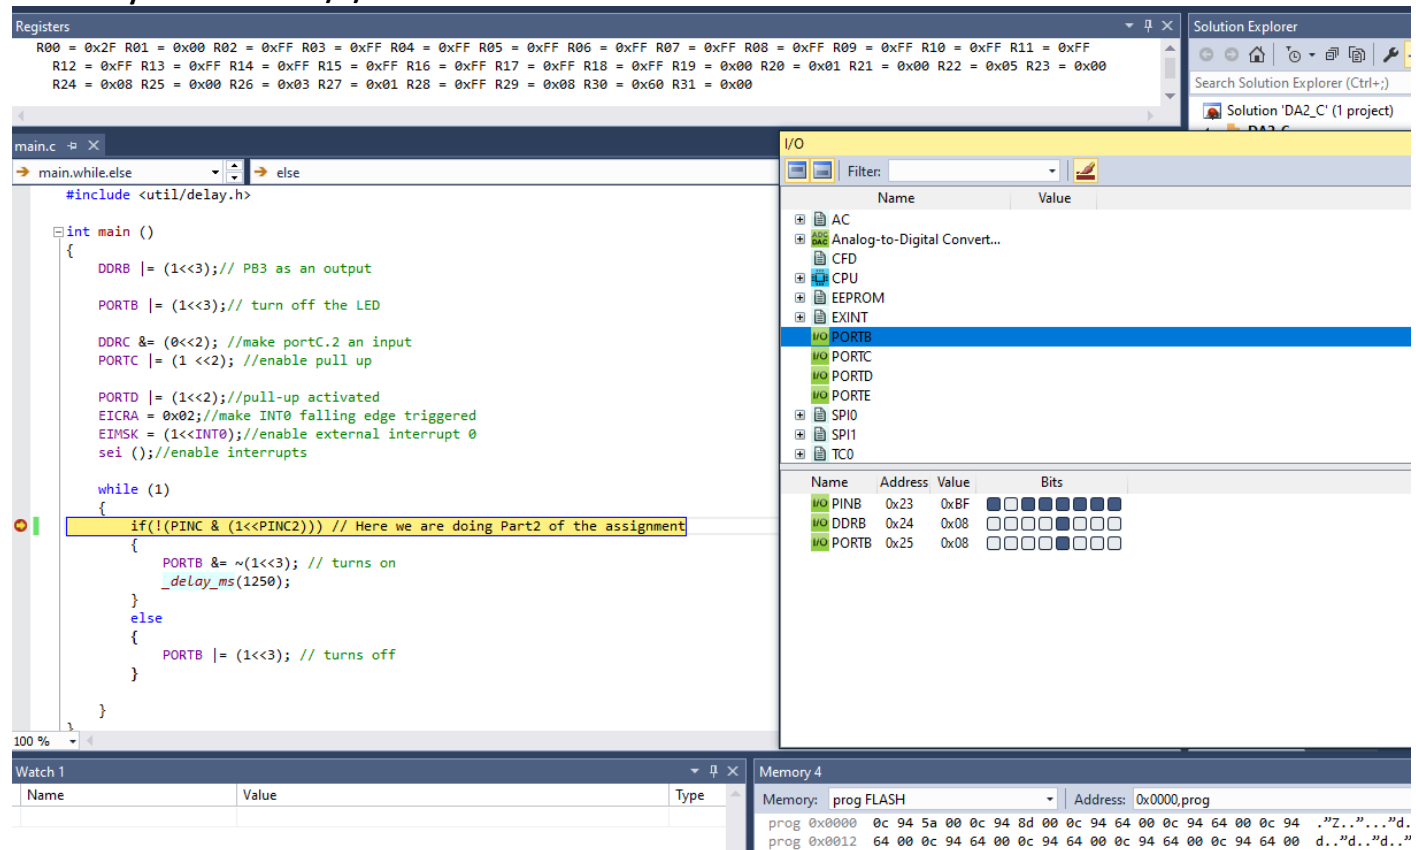 Registers
R00 = 0x2F R01 = 0x00 R02 = 0xFF R03 = 0xFF R04 = 0xFF R05 = 0xFF R06 = 0xFF R07 = 0xFF R08 = 0xFF R09 = 0xFF R10 = 0xFF R11 = 0xFF
R12 = 0xFF R13 = 0xFF R14 = 0xFF R15 = 0xFF R16 = 0xFF R17 = 0xFF R18 = 0xFF R19 = 0x00 R20 = 0x01 R21 = 0x00 R22 = 0x05 R23 = 0x00
R24 = 0x08 R25 = 0x00 R26 = 0x03 R27 = 0x01 R28 = 0xFF R29 = 0x08 R30 = 0x60 R31 = 0x00
Solution Explorer
Search Solution Explorer (Ctrl+;)
Solution 'DA2_C' (1 project)
DA2_C
main.c
main.while.else
else
#include <util/delay.h>
int main ()
{
DDRB |= (1<<3);// PB3 as an output
PORTB |= (1<<3);// turn off the LED
DDRC &= (0<<2); //make portC.2 an input
PORTC |= (1 <<2); //enable pull up
PORTD |= (1<<2);//pull-up activated
EICRA = 0x02;//make INT0 falling edge triggered
EIMSK = (1<<INT0);//enable external interrupt 0
sei ();//enable interrupts
while (1)
{
if(!(PINC & (1<<PINC2))) // Here we are doing Part2 of the assignment
{
PORTB &= ~(1<<3); // turns on
_delay_ms(1250);
}
else
{
PORTB |= (1<<3); // turns off
}
}
}
100 %
I/O
Filter:
Name Value
AC
ADC DAC Analog-to-Digital Convert...
CFD
CPU
EEPROM
EXINT
I/O PORTB
I/O PORTC
I/O PORTD
I/O PORTE
SPI0
SPI1
TC0
Name Address Value Bits
I/O PINB 0x23 0xBF
I/O DDRB 0x24 0x08
I/O PORTB 0x25 0x08
Watch 1
Name Value Type
Memory 4
Memory: prog FLASH Address: 0x0000,prog
prog 0x0000 0c 94 5a 00 0c 94 8d 00 0c 94 64 00 0c 94 64 00 0c 94 .”Z..”...”d.
prog 0x0012 64 00 0c 94 64 00 0c 94 64 00 0c 94 64 00 0c 94 64 00 d..”d..”d..”